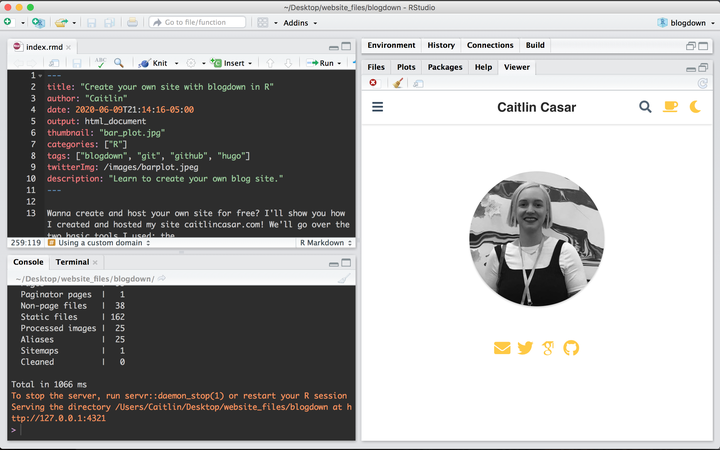 ~/Desktop/website_files/blogdown - RStudio
Go to file/function
Addins
blogdown
index.rmd
Knit
Insert
Run
1 ---
2 title: "Create your own site with blogdown in R"
3 author: "Caitlin"
4 date: 2020-06-09T21:14:16-05:00
5 output: html_document
6 thumbnail: "bar_plot.jpg"
7 categories: ["R"]
8 tags: ["blogdown", "git", "github", "hugo"]
9 twitterImg: /images/barplot.jpeg
10 description: "Learn to create your own blog site."
11 ---
12
13 Wanna create and host your own site for free? I'll show you how
I created and hosted my site caitlincasar.com! We'll go over the
two basic tools I used: the
259:119 # Using a custom domain R Markdown
Console Terminal
~/Desktop/website_files/blogdown/
Paginator pages | 1
Non-page files | 38
Static files | 162
Processed images | 25
Aliases | 25
Sitemaps | 1
Cleaned | 0
Total in 1066 ms
To stop the server, run servr::daemon_stop(1) or restart your R session
Serving the directory /Users/Caitlin/Desktop/website_files/blogdown at h
ttp://127.0.0.1:4321
>
Environment History Connections Build
Files Plots Packages Help Viewer
Caitlin Casar